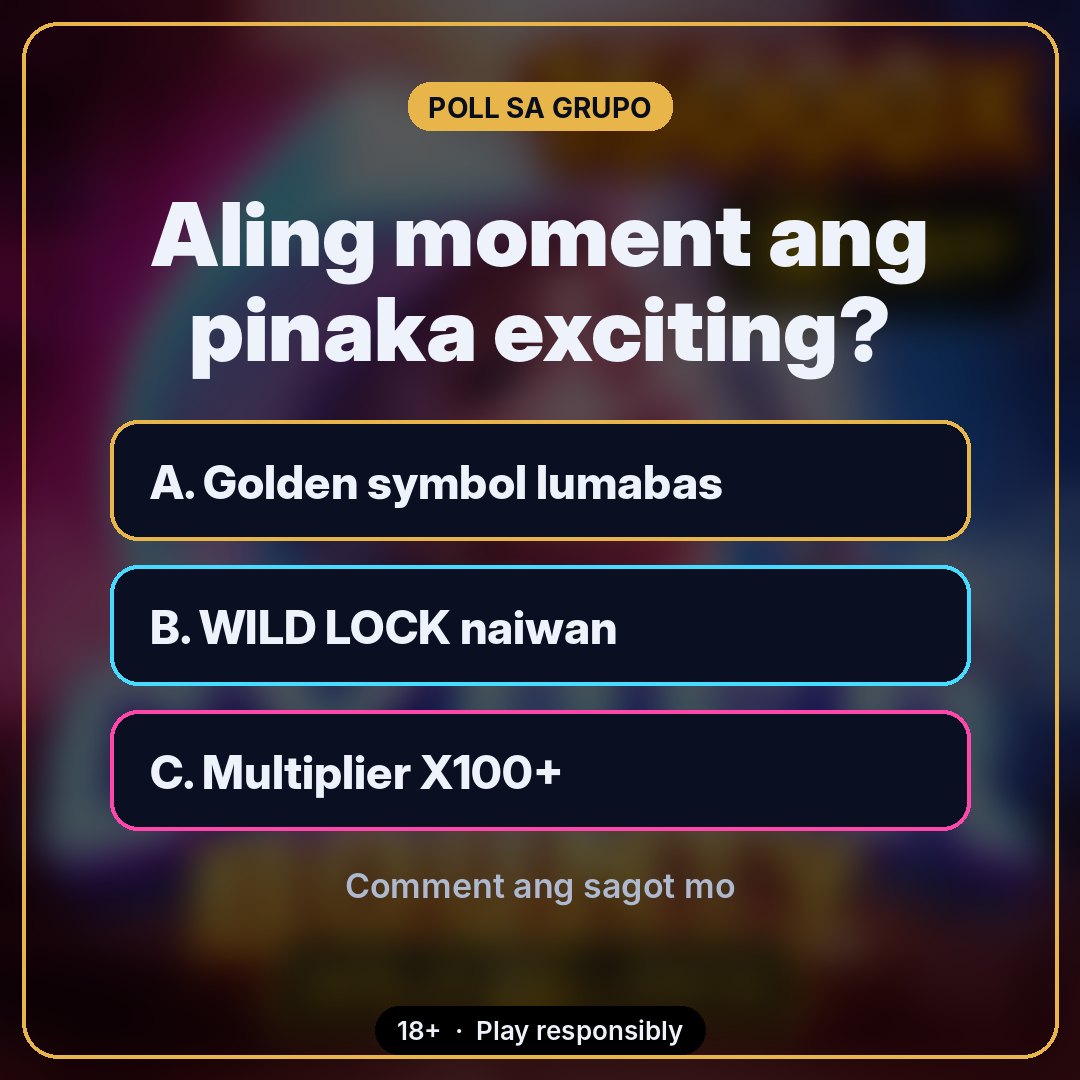 POLL SA GRUPO
Aling moment ang
pinaka exciting?
A. Golden symbol lumabas
B. WILD LOCK naiwan
C. Multiplier X100+
Comment ang sagot mo
18+ · Play responsibly